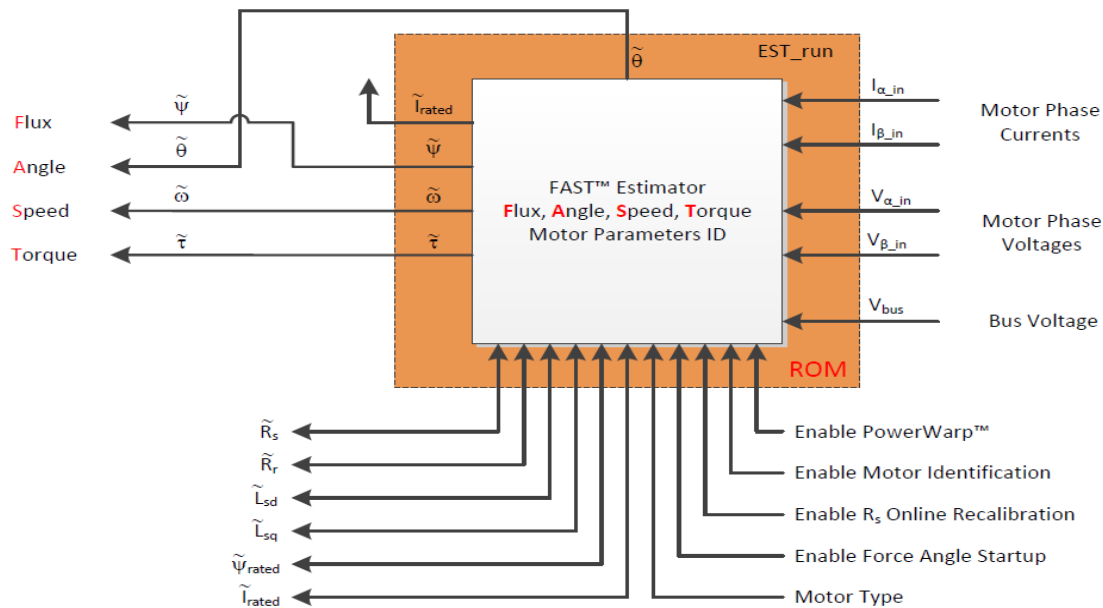 EST_run
θ̃
Ĩrated
ψ̃
θ̃
ω̃
τ̃
Flux
Angle
Speed
Torque
ψ̃
ω̃
τ̃
FAST™ Estimator
Flux, Angle, Speed, Torque
Motor Parameters ID
Iα_in
Iβ_in
Motor Phase
Currents
Vα_in
Vβ_in
Motor Phase
Voltages
Vbus
Bus Voltage
ROM
R̃s
R̃r
L̃sd
L̃sq
ψ̃rated
Ĩrated
Enable PowerWarp™
Enable Motor Identification
Enable Rs Online Recalibration
Enable Force Angle Startup
Motor Type